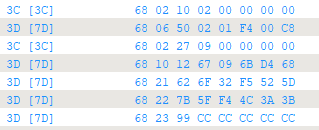 3C [3C] 68 02 10 02 00 00 00 00
3D [7D] 68 06 50 02 01 F4 00 C8
3C [3C] 68 02 27 09 00 00 00 00
3D [7D] 68 10 12 67 09 6B D4 68
3D [7D] 68 21 62 6F 32 F5 52 5D
3D [7D] 68 22 7B 5F F4 4C 3A 3B
3D [7D] 68 23 99 CC CC CC CC CC